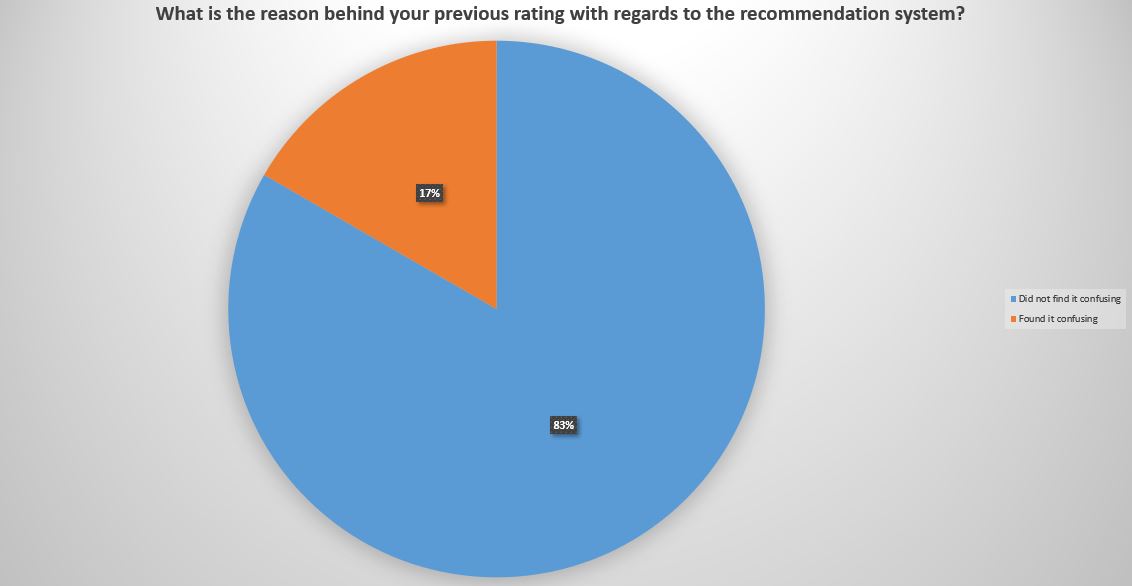 What is the reason behind your previous rating with regards to the recommendation system?
17%
83%
Did not find it confusing
Found it confusing